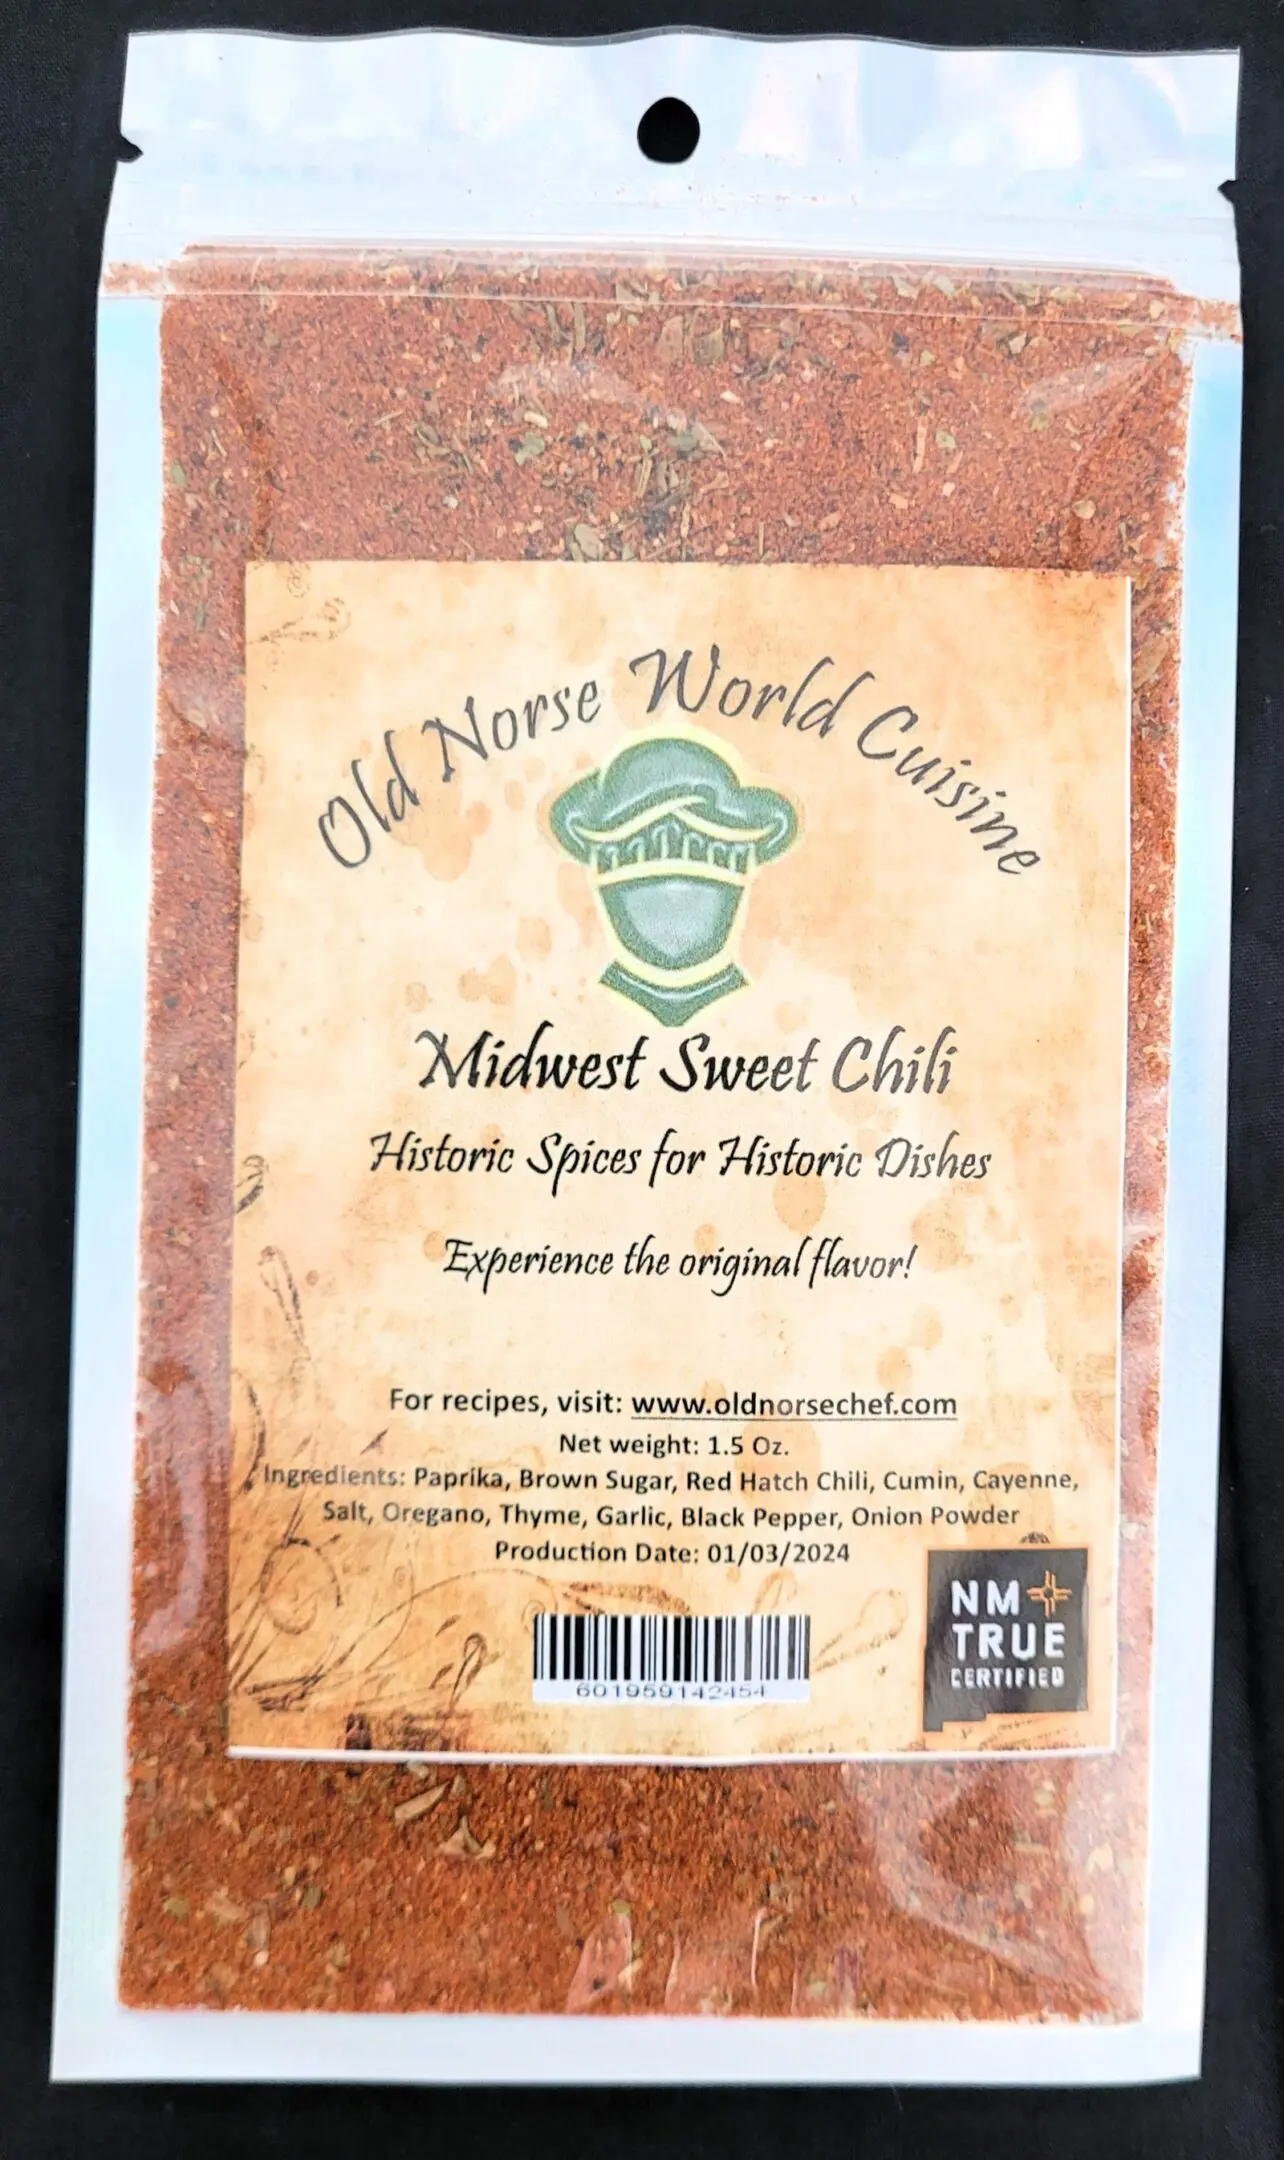 Old Norse World Cuisine
Midwest Sweet Chili
Historic Spices for Historic Dishes
Experience the original flavor!
For recipes, visit: www.oldnorsechef.com
Net weight: 1.5 Oz.
Ingredients: Paprika, Brown Sugar, Red Hatch Chili, Cumin, Cayenne,
Salt, Oregano, Thyme, Garlic, Black Pepper, Onion Powder
Production Date: 01/03/2024
601959142454
NM
TRUE
CERTIFIED